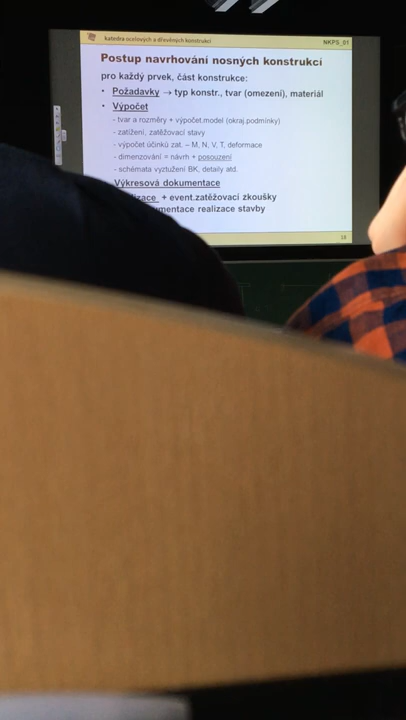 katedra ocelových a dřevěných konstrukcí NKPS_01
Postup navrhování nosných konstrukcí
pro každý prvek, část konstrukce:
• Požadavky → typ konstr., tvar (omezení), materiál
• Výpočet
- tvar a rozměry + výpočet.model (okraj.podmínky)
- zatížení, zatěžovací stavy
- výpočet účinků zat. – M, N, V, T, deformace
- dimenzování = návrh + posouzení
- schémata vyztužení BK, detaily atd.
Výkresová dokumentace
+ event.zatěžovací zkoušky
realizace stavby
18